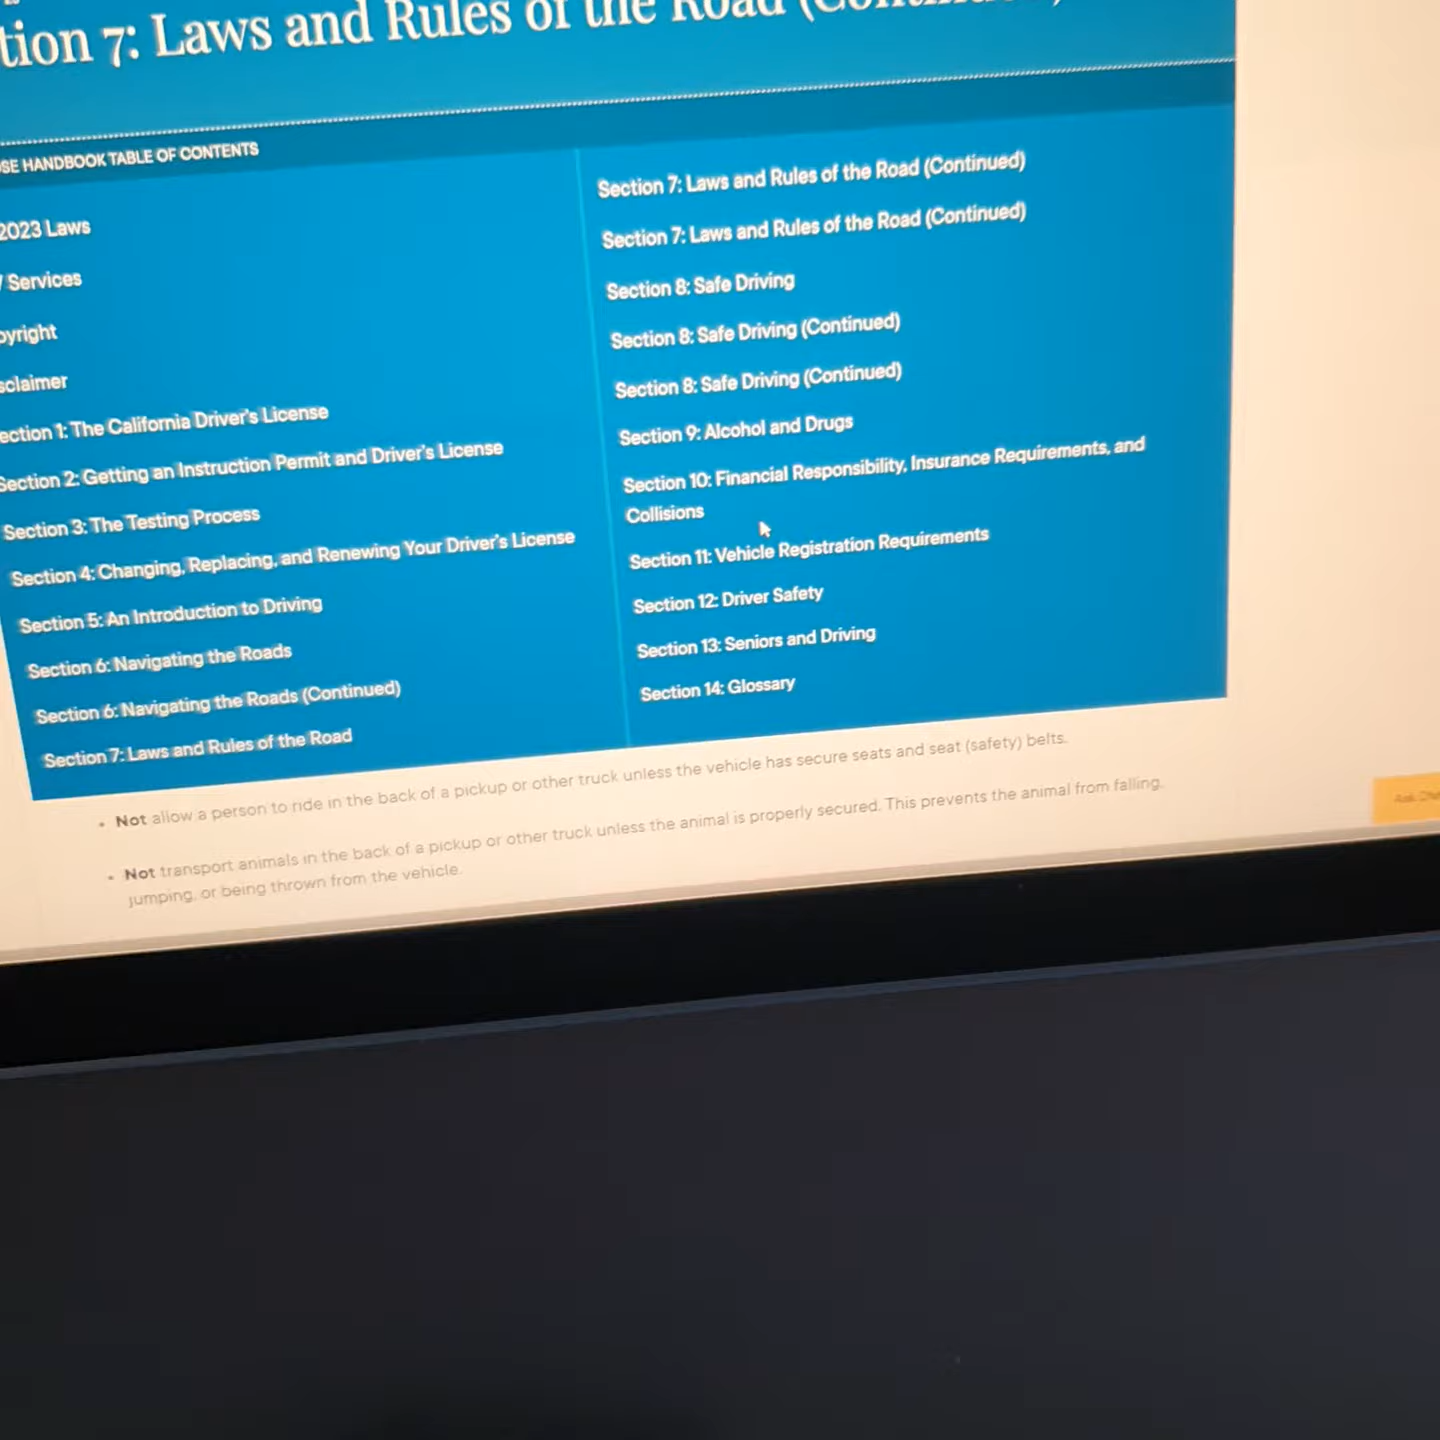 tion 7: Laws and Rules of the Road
SE HANDBOOK TABLE OF CONTENTS
2023 Laws
Services
pyright
sclaimer
ection 1: The California Driver's License
Section 2: Getting an Instruction Permit and Driver's License
Section 3: The Testing Process
Section 4: Changing, Replacing, and Renewing Your Driver's License
Section 5: An Introduction to Driving
Section 6: Navigating the Roads
Section 6: Navigating the Roads (Continued)
Section 7: Laws and Rules of the Road
Section 7: Laws and Rules of the Road (Continued)
Section 7: Laws and Rules of the Road (Continued)
Section 8: Safe Driving
Section 8: Safe Driving (Continued)
Section 8: Safe Driving (Continued)
Section 9: Alcohol and Drugs
Section 10: Financial Responsibility, Insurance Requirements, and
Collisions
Section 11: Vehicle Registration Requirements
Section 12: Driver Safety
Section 13: Seniors and Driving
Section 14: Glossary
• Not allow a person to ride in the back of a pickup or other truck unless the vehicle has secure seats and seat (safety) belts.
• Not transport animals in the back of a pickup or other truck unless the animal is properly secured. This prevents the animal from falling,
jumping, or being thrown from the vehicle.